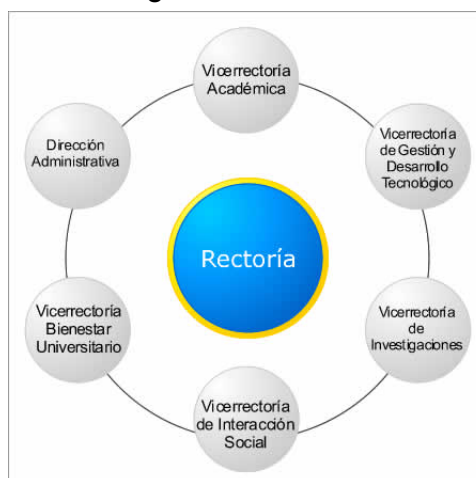 Vicerrectoría
Académica
Dirección
Administrativa
Vicerrectoría
de Gestión y
Desarrollo
Tecnológico
Rectoría
Vicerrectoría
Bienestar
Universitario
Vicerrectoría
de
Investigaciones
Vicerrectoría
de Interacción
Social